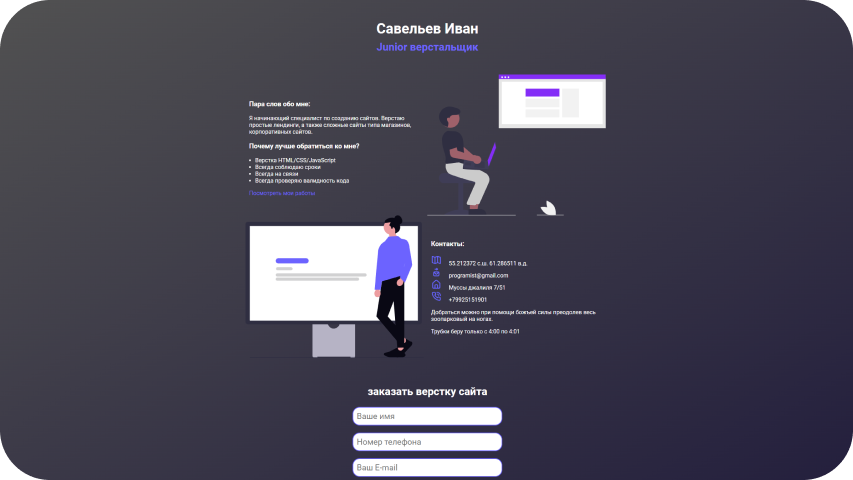 Савельев Иван
Junior верстальщик
Пара слов обо мне:
Я начинающий специалист по созданию сайтов. Верстаю
простые лендинги, а также сложные сайты типа магазинов,
корпоративных сайтов.
Почему лучше обратиться ко мне?
• Верстка HTML/CSS/JavaScript
• Всегда соблюдаю сроки
• Всегда на связи
• Всегда проверяю валидность кода
Посмотреть мои работы
Контакты:
55.212372 с.ш. 61.286511 в.д.
programist@gmail.com
Муссы джалиля 7/51
+79925151901
Добраться можно при помощи божьей силы преодолев весь
зоопарковый на ногах.
Трубки беру только с 4:00 по 4:01
заказать верстку сайта
Ваше имя
Номер телефона
Ваш E-mail